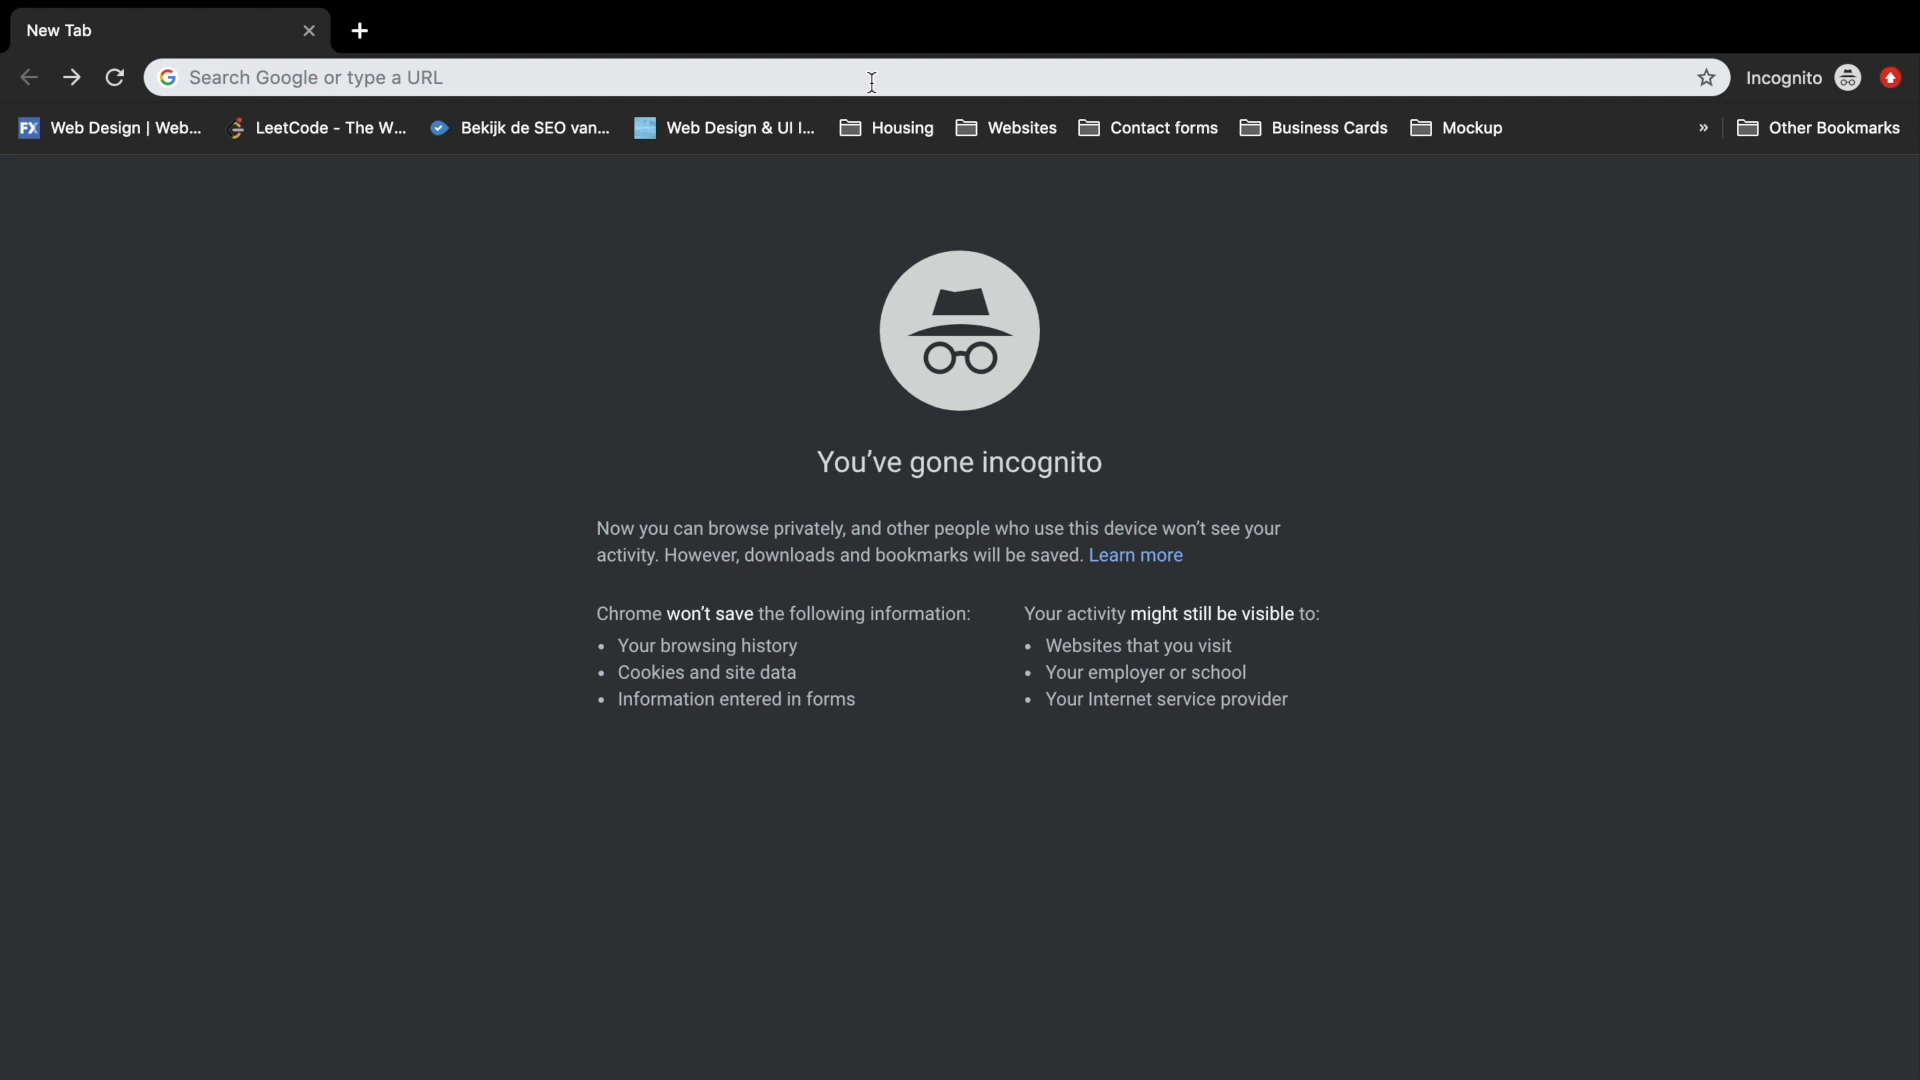 New Tab
Search Google or type a URL
Incognito
FX Web Design | Web...
LeetCode - The W...
Bekijk de SEO van...
Web Design & UI I...
Housing
Websites
Contact forms
Business Cards
Mockup
»
Other Bookmarks
You've gone incognito
Now you can browse privately, and other people who use this device won't see your
activity. However, downloads and bookmarks will be saved. Learn more
Chrome won't save the following information:
• Your browsing history
• Cookies and site data
• Information entered in forms
Your activity might still be visible to:
• Websites that you visit
• Your employer or school
• Your Internet service provider